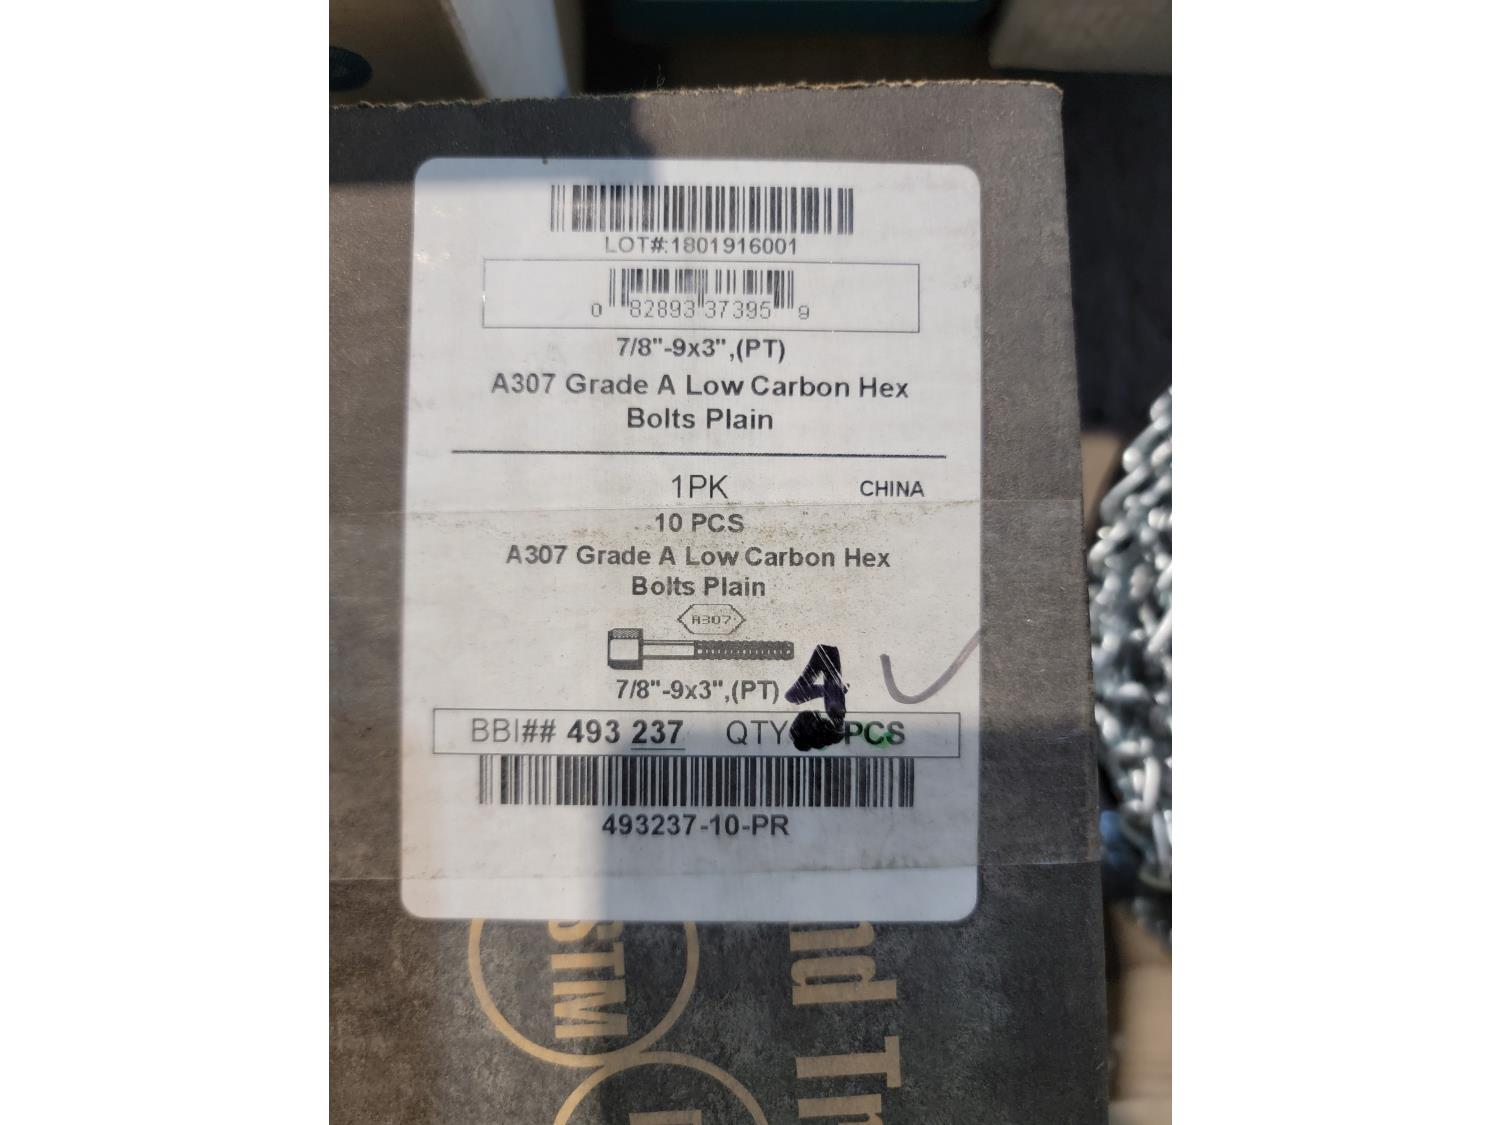 LOT#:1801916001
0 82893 37395 9
7/8"-9x3",(PT)
A307 Grade A Low Carbon Hex
Bolts Plain
1PK CHINA
10 PCS
A307 Grade A Low Carbon Hex
Bolts Plain
A307
7/8"-9x3",(PT)
BBI## 493 237 QTY PCS
493237-10-PR
STM
nd